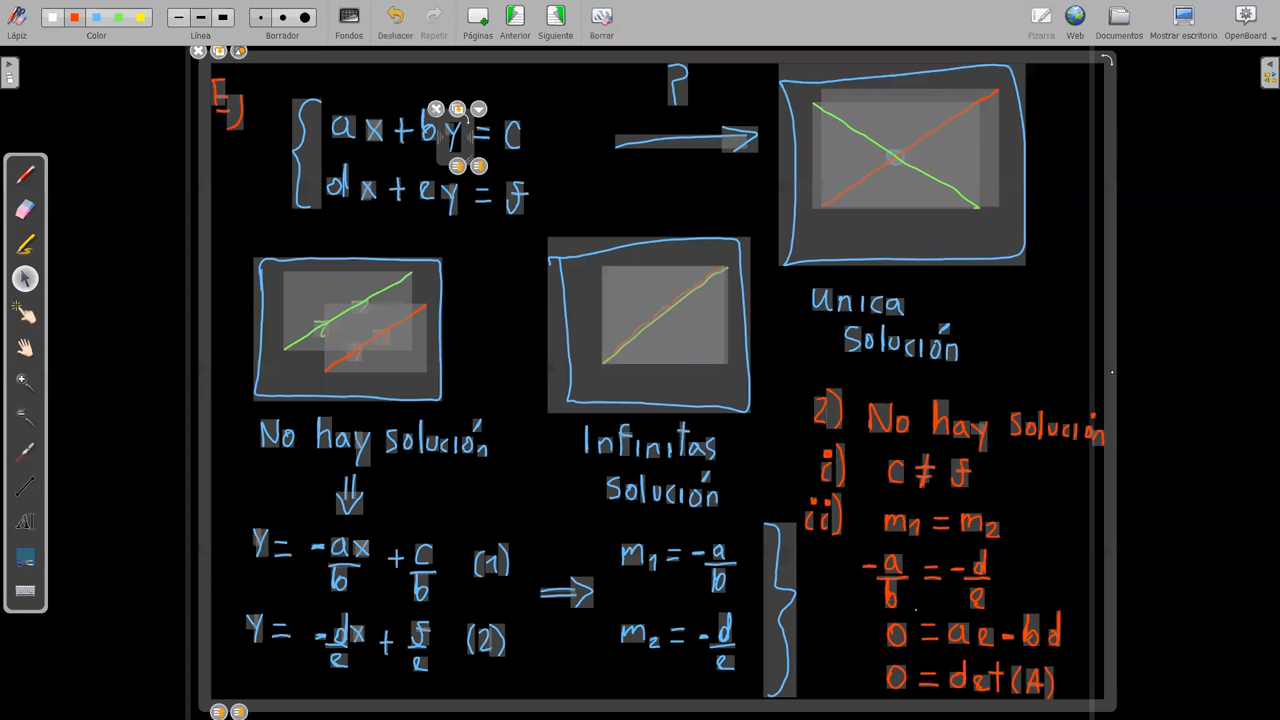 Lápiz Color Línea Borrador Fondos Deshacer Repetir Páginas Anterior Siguiente Borrar Pizarra Web Documentos Mostrar escritorio OpenBoard
ax + by = c
dx + ey = f
?
Unica
Solución
No hay solución
⇓
Infinitas
solución
y = -ax/b + c/b (1)
y = -dx/e + f/e (2)
⇒
m1 = -a/b
m2 = -d/e
2) No hay solución
i) c ≠ f
ii) m1 = m2
-a/b = -d/e
0 = ae - bd
0 = det(A)